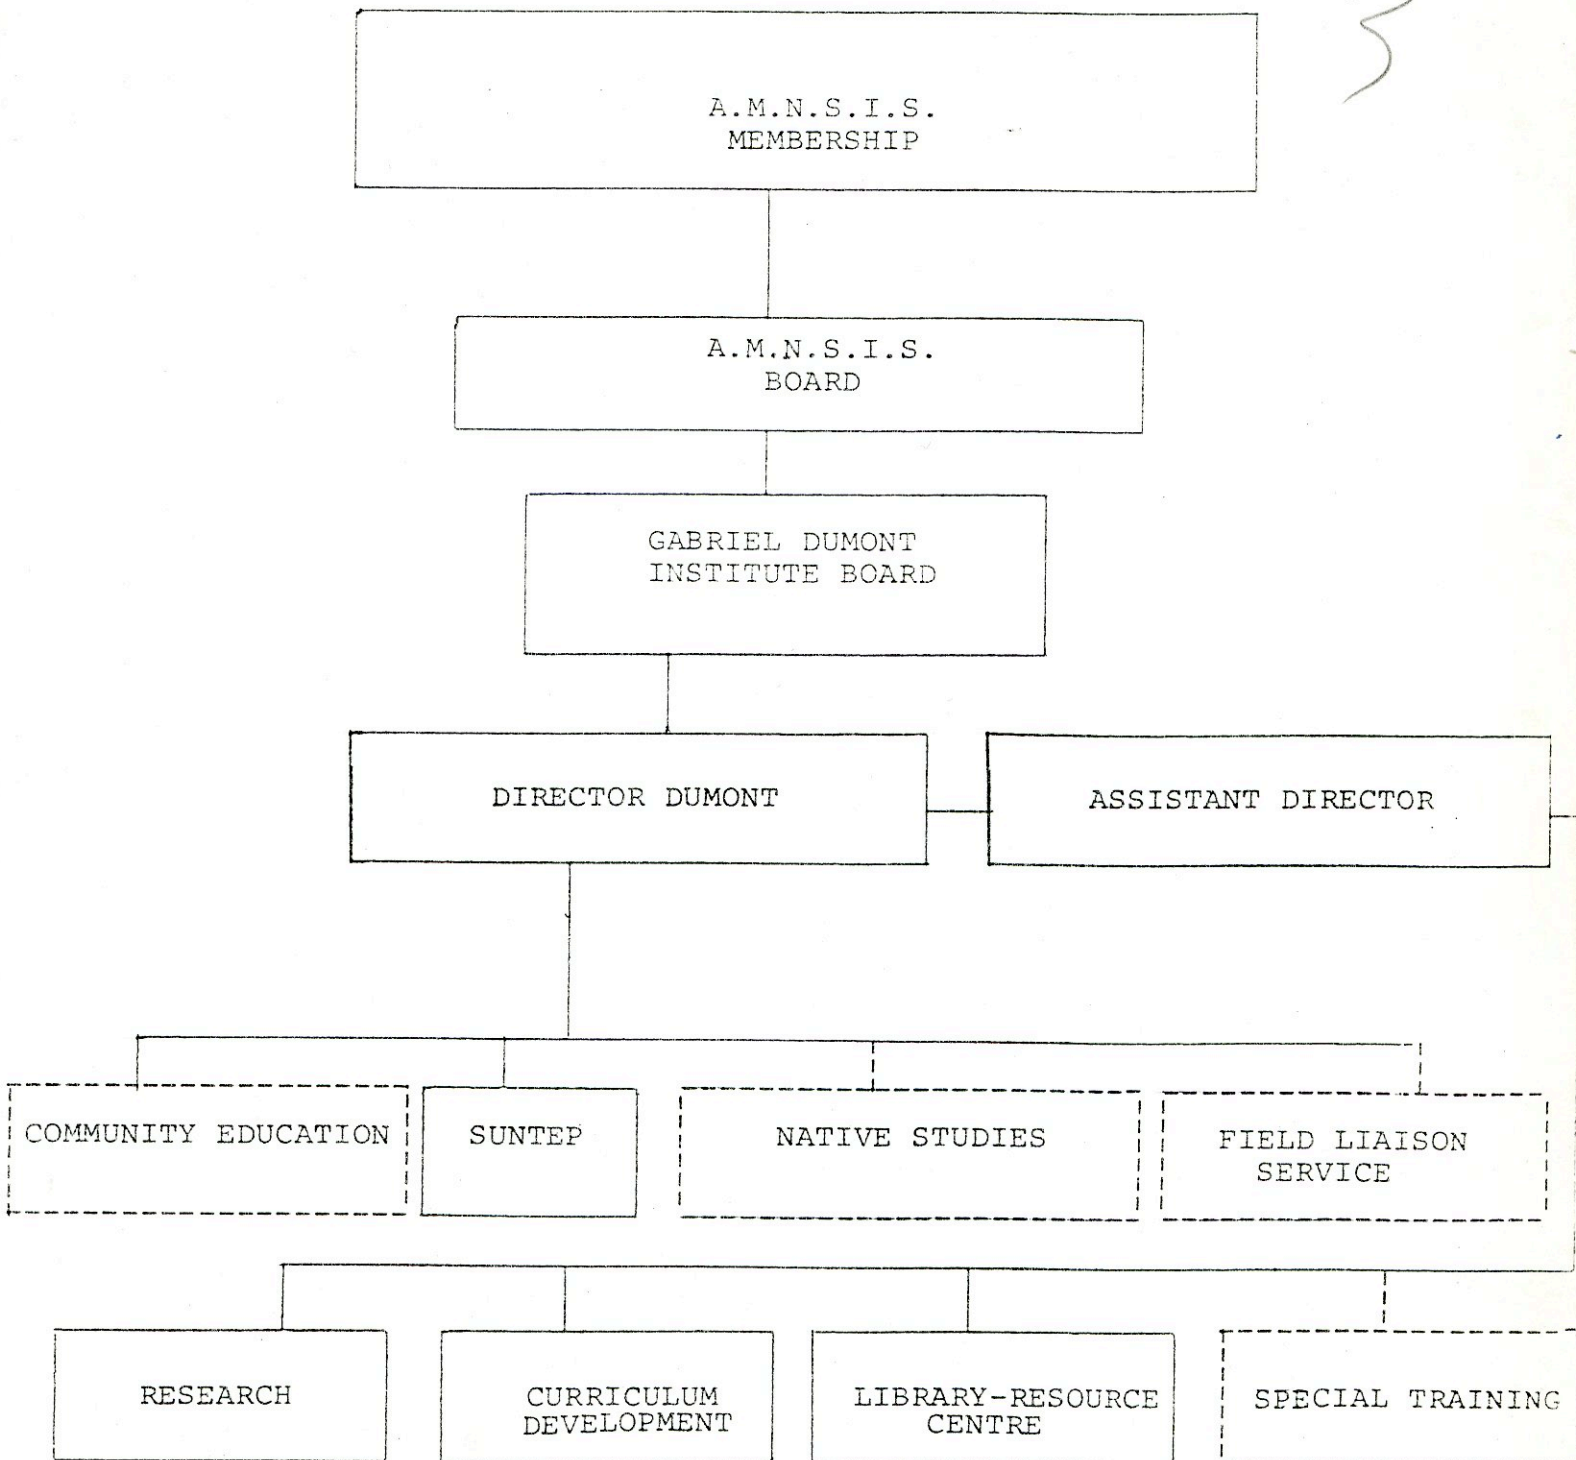 A.M.N.S.I.S.
MEMBERSHIP
A.M.N.S.I.S.
BOARD
GABRIEL DUMONT
INSTITUTE BOARD
DIRECTOR DUMONT
ASSISTANT DIRECTOR
COMMUNITY EDUCATION
SUNTEP
NATIVE STUDIES
FIELD LIAISON
SERVICE
RESEARCH
CURRICULUM
DEVELOPMENT
LIBRARY-RESOURCE
CENTRE
SPECIAL TRAINING